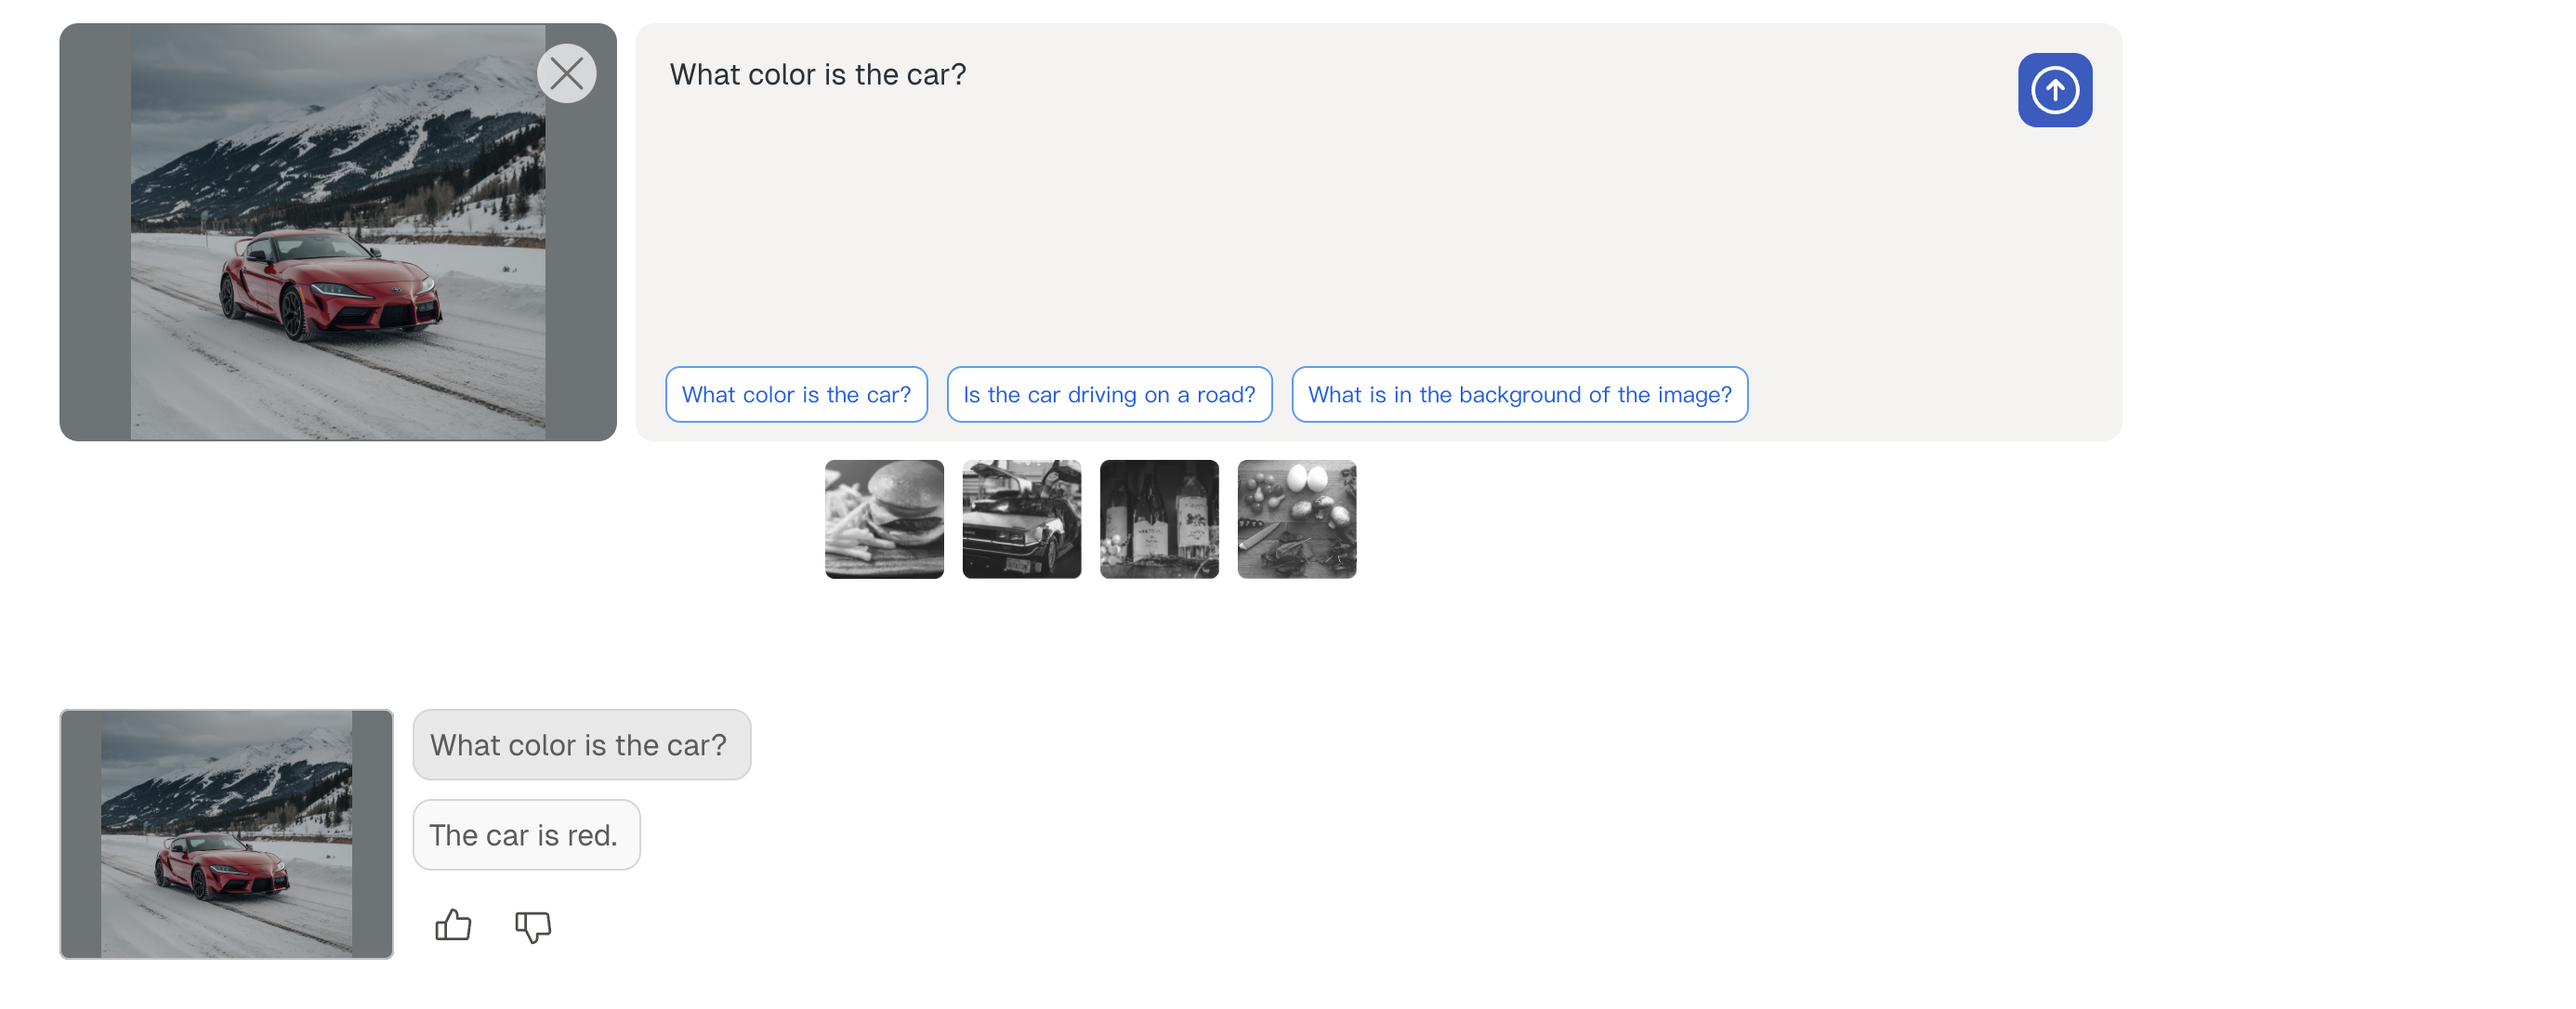 What color is the car?
What color is the car?
Is the car driving on a road?
What is in the background of the image?
What color is the car?
The car is red.